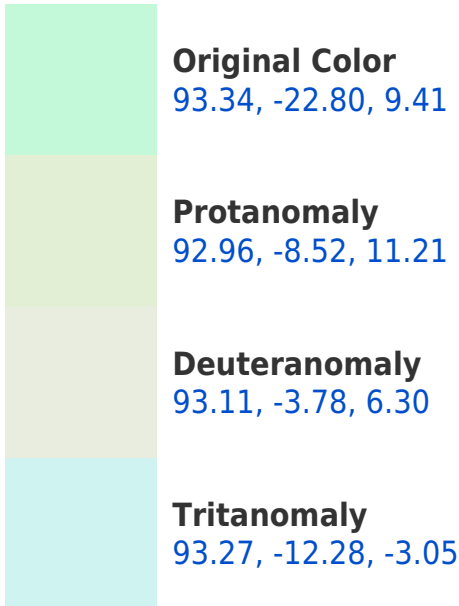 Original Color
93.34, -22.80, 9.41
Protanomaly
92.96, -8.52, 11.21
Deuteranomaly
93.11, -3.78, 6.30
Tritanomaly
93.27, -12.28, -3.05